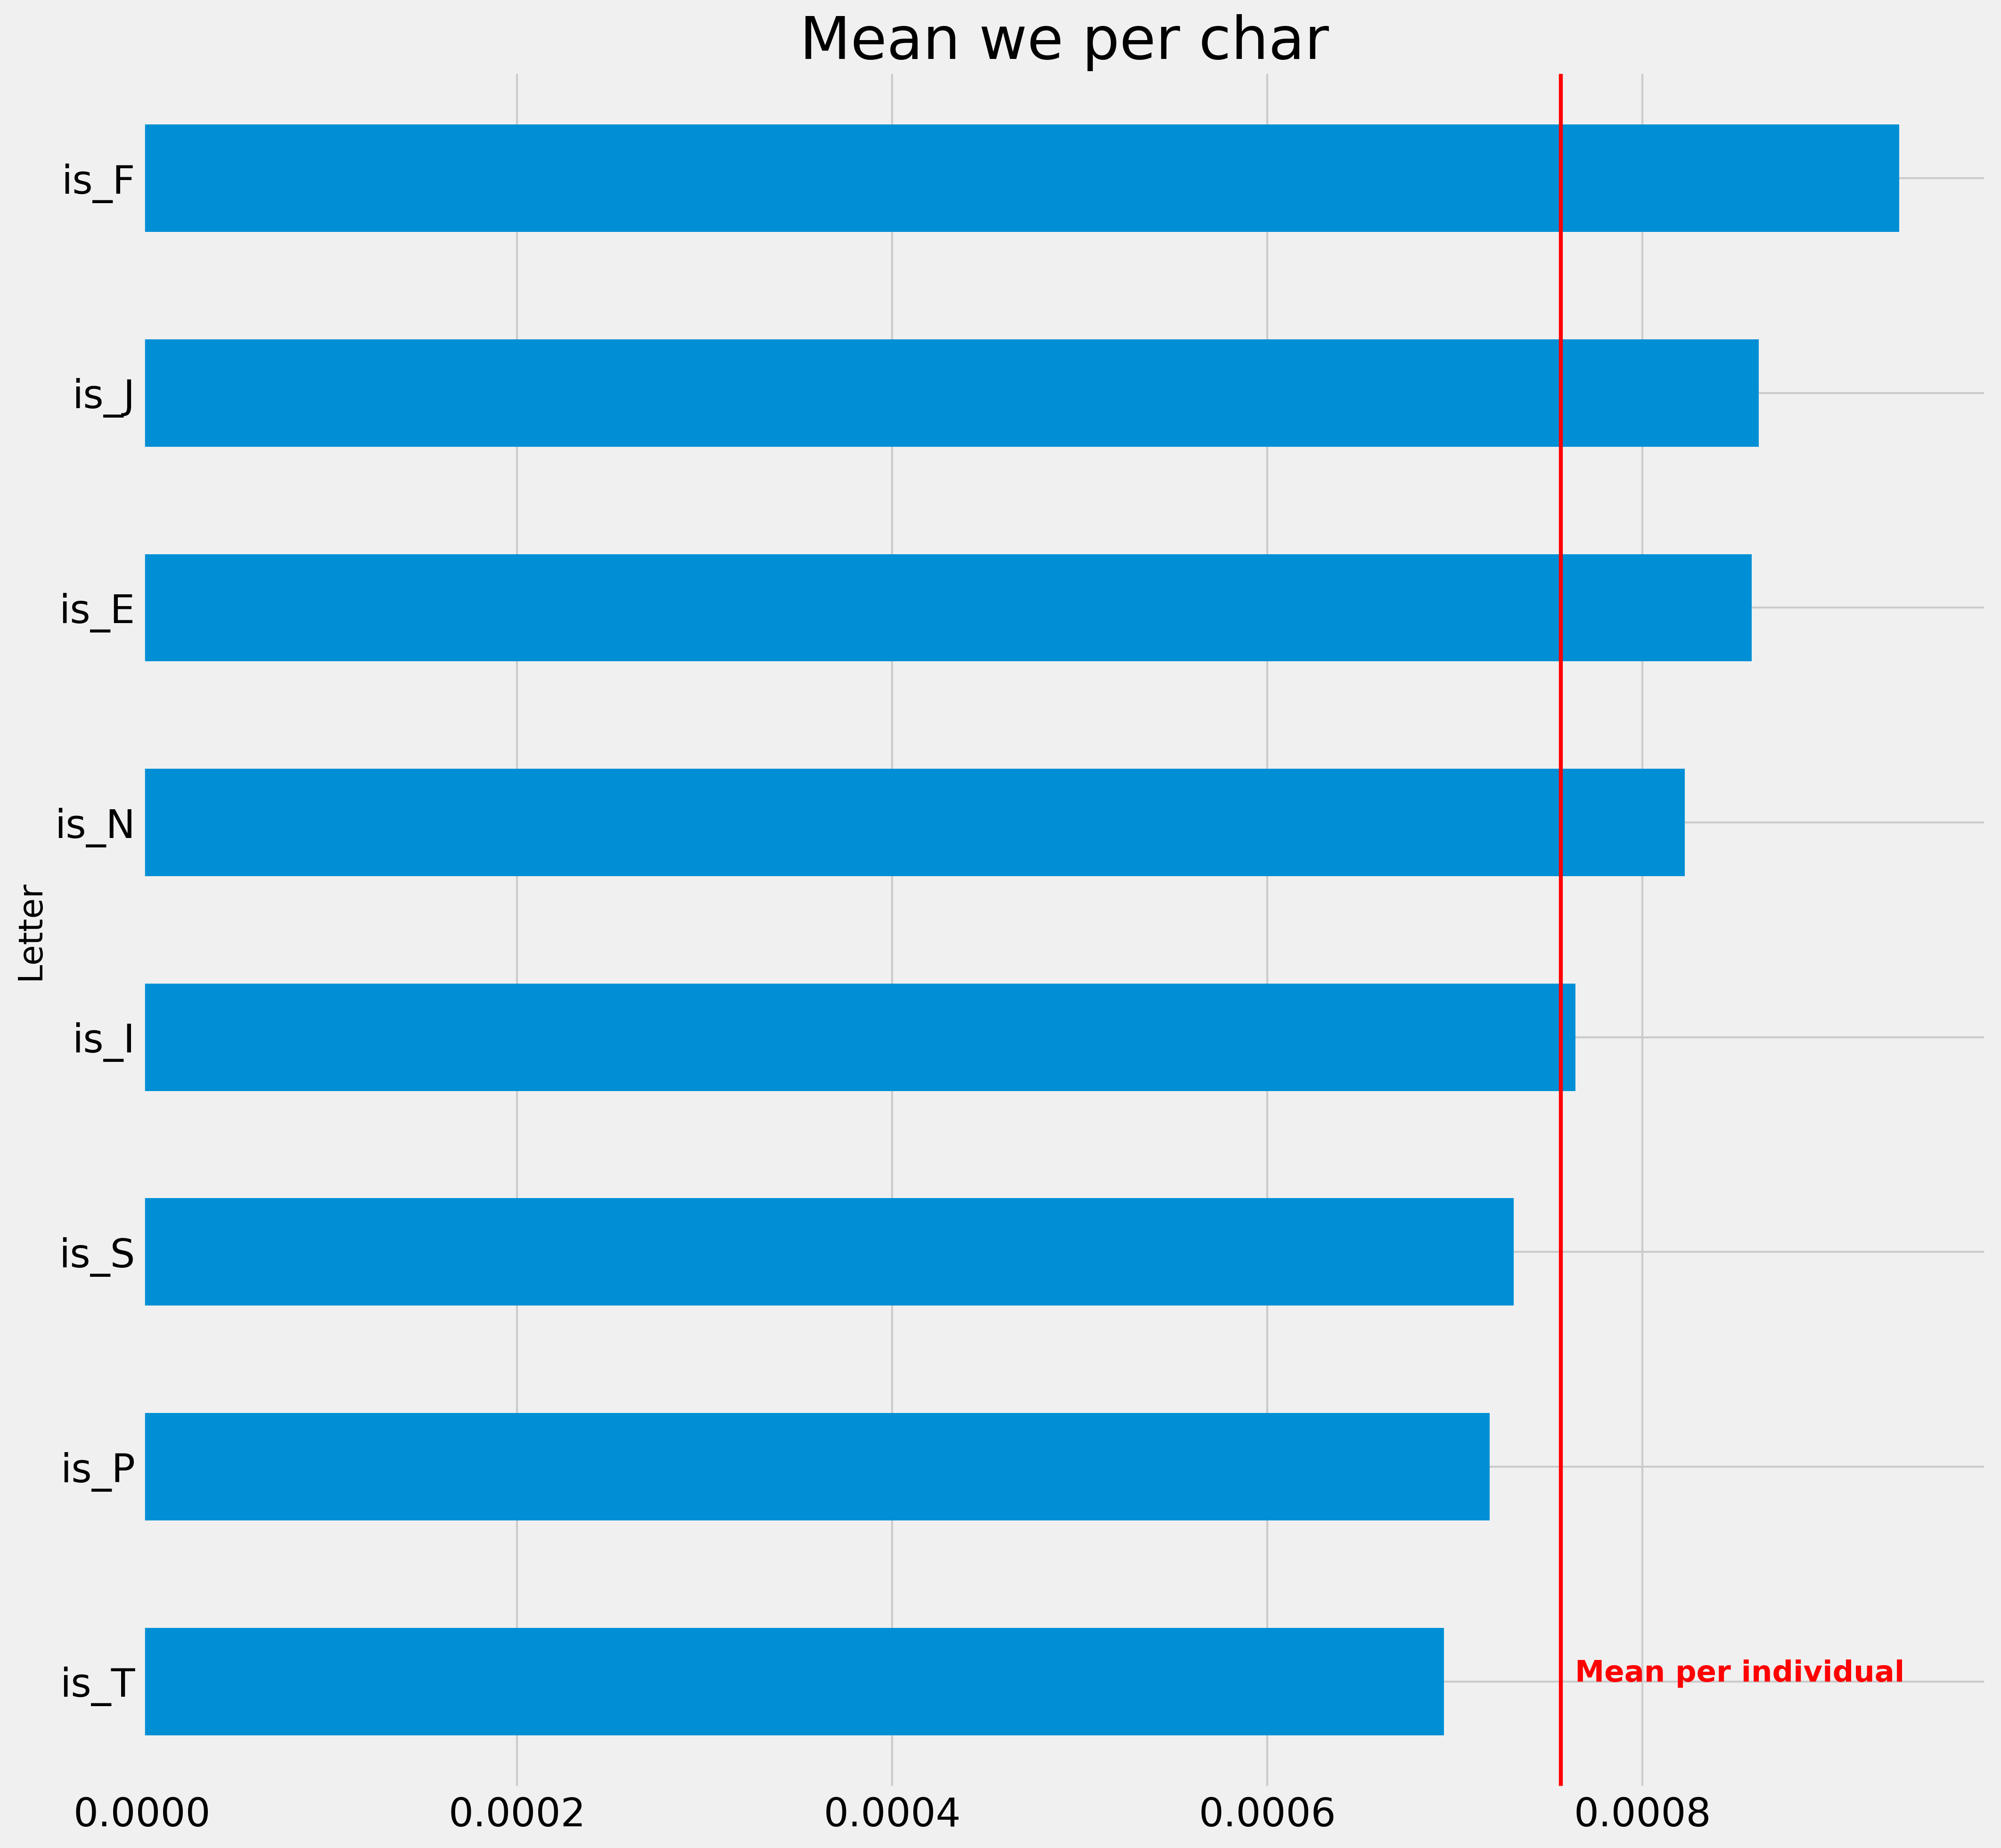 Mean we per char
is_F
is_J
is_E
is_N
Letter
is_I
is_S
is_P
is_T
Mean per individual
0.0000 0.0002 0.0004 0.0006 0.0008